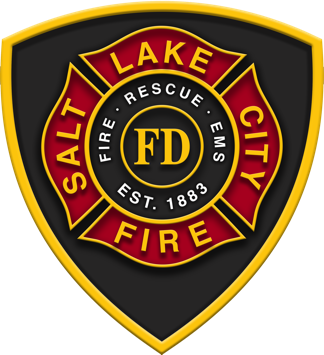 SALT LAKE CITY
FIRE · RESCUE · EMS
FD
EST. 1883
FIRE